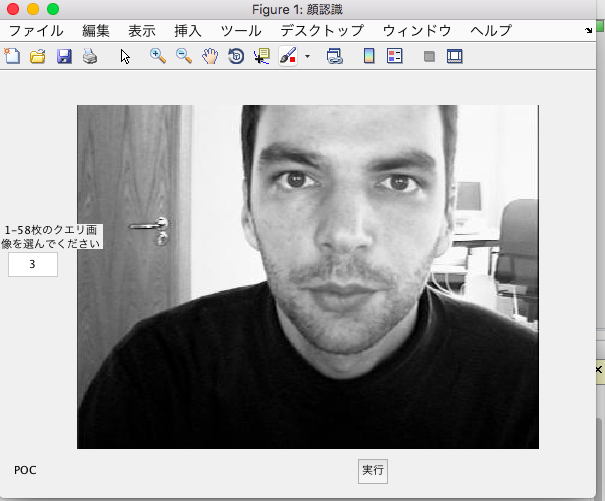 Figure 1: 顔認識
ファイル 編集 表示 挿入 ツール デスクトップ ウィンドウ ヘルプ
1-58枚のクエリ画
像を選んでください
3
POC
実行